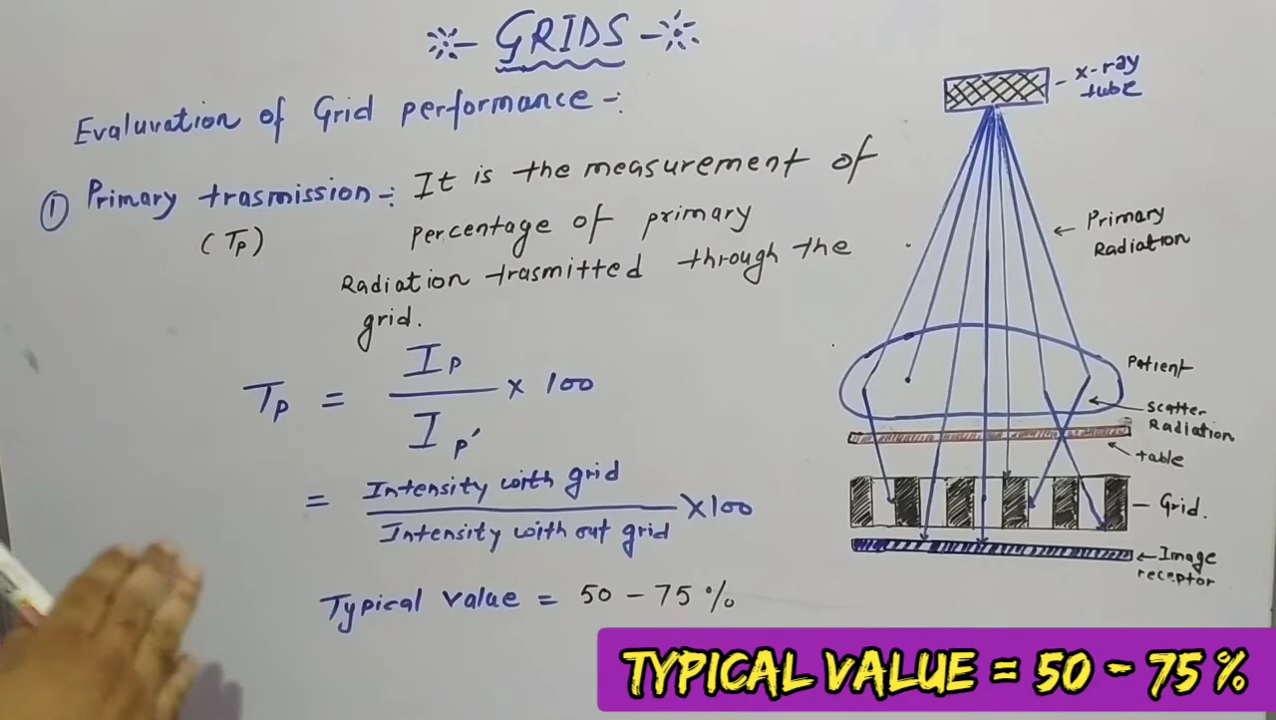 GRIDS
Evaluvation of Grid performance -:
① Primary trasmission -: It is the measurement of
(Tp) percentage of primary
Radiation trasmitted through the
grid.
Tp = Ip / Ip' × 100
= Intensity with grid / Intensity with out grid × 100
Typical value = 50 - 75 %
x-ray
tube
Primary
Radiation
Patient
Scatter
Radiation
table
Grid.
Image
receptor
TYPICAL VALUE = 50 - 75 %